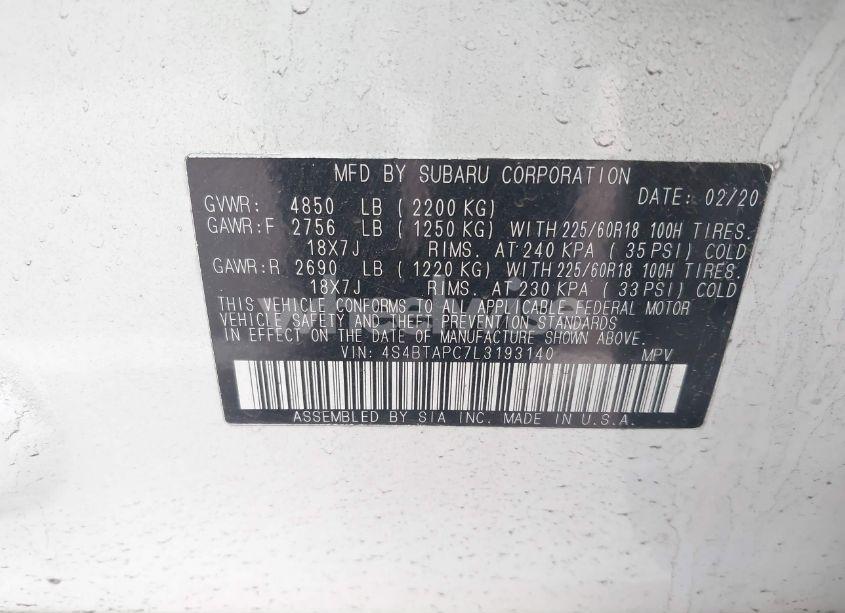 MFD BY SUBARU CORPORATION
DATE: 02/20
GVWR: 4850 LB (2200 KG)
GAWR:F 2756 LB (1250 KG) WITH 225/60R18 100H TIRES.
18X7J RIMS. AT 240 KPA (35 PSI) COLD
GAWR:R 2690 LB (1220 KG) WITH 225/60R18 100H TIRES.
18X7J RIMS. AT 230 KPA (33 PSI) COLD
THIS VEHICLE CONFORMS TO ALL APPLICABLE FEDERAL MOTOR
VEHICLE SAFETY AND THEFT PREVENTION STANDARDS
IN EFFECT ON THE DATE OF MANUFACTURE SHOWN ABOVE.
VIN: 4S4BTAPC7L3193140 MPV
ASSEMBLED BY SIA INC. MADE IN U.S.A.